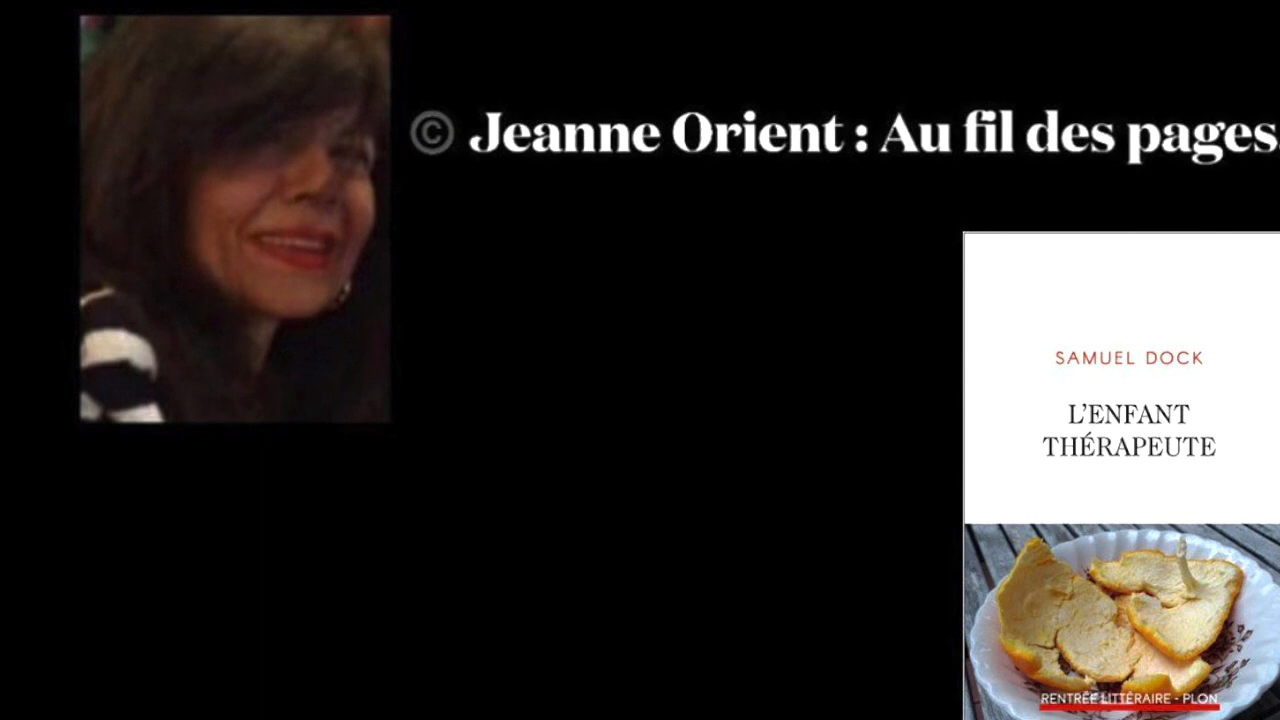 © Jeanne Orient : Au fil des pages.
SAMUEL DOCK
L'ENFANT
THÉRAPEUTE
RENTRÉE LITTÉRAIRE - PLON